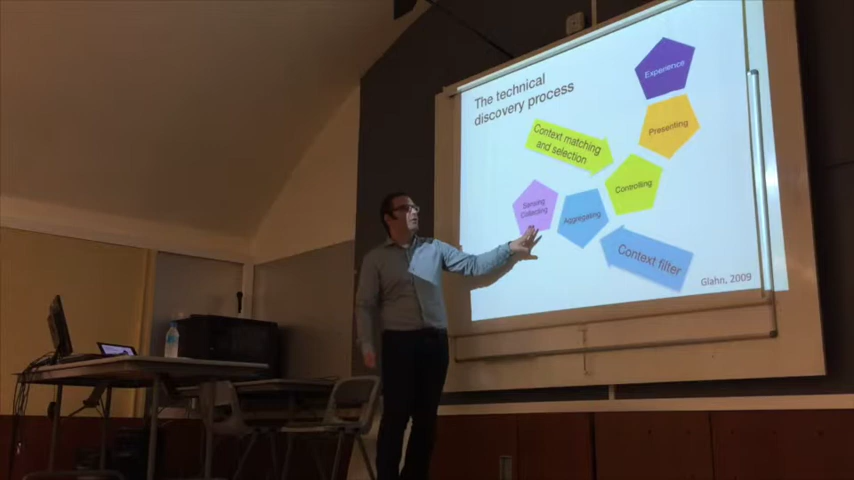 The technical
discovery process
Experience
Presenting
Context matching
and selection
Controlling
Sensing
Collecting
Aggregating
Context filter
Glahn, 2009